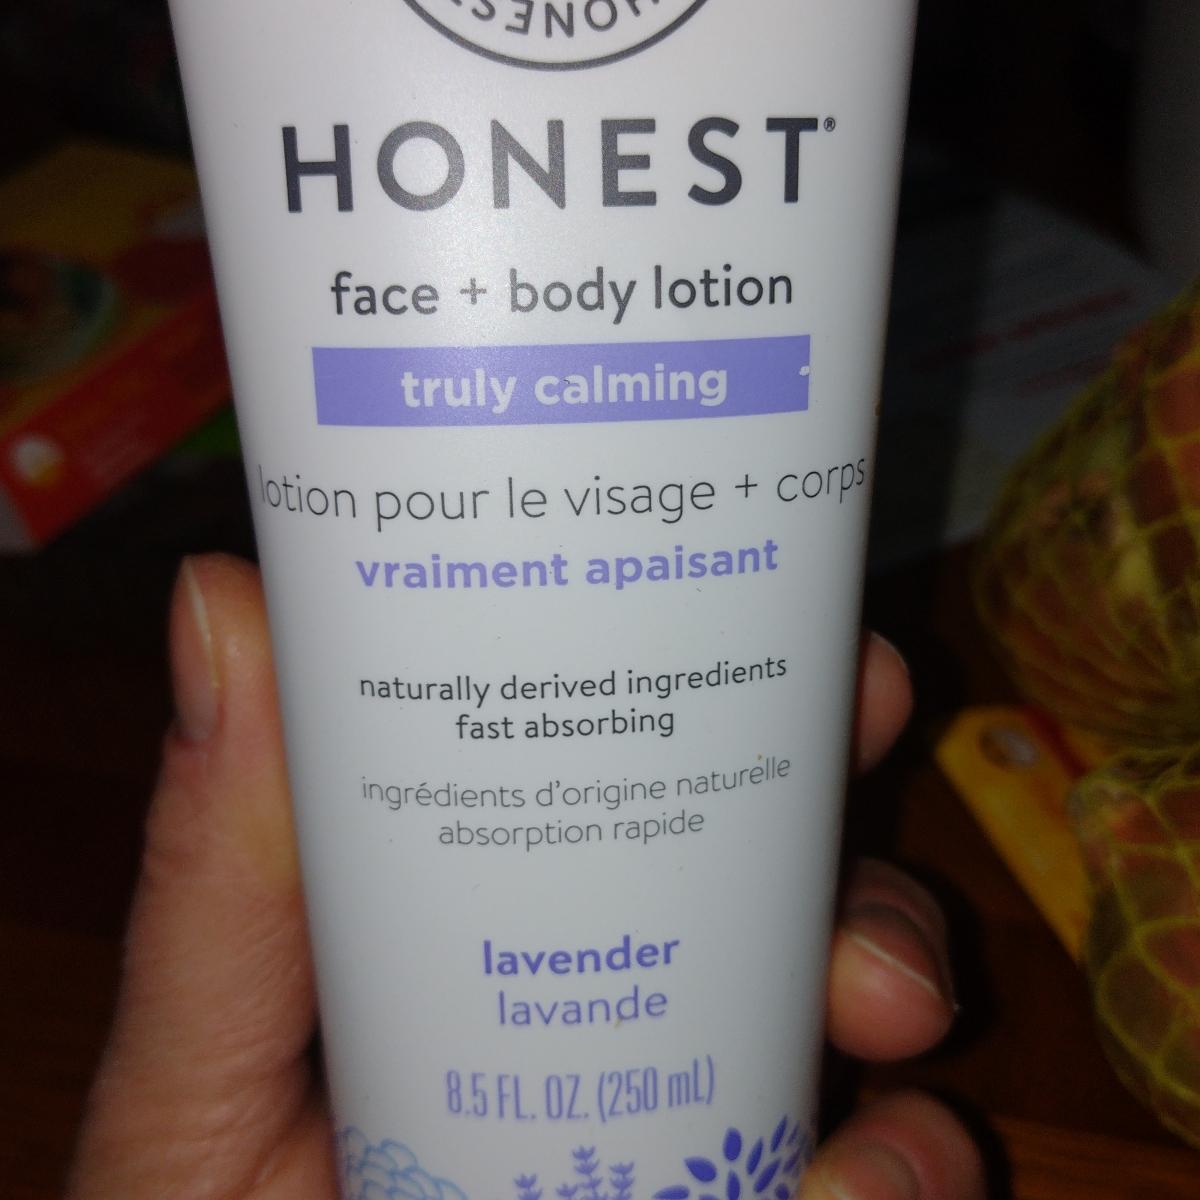 HONEST
HONEST®
face + body lotion
truly calming
lotion pour le visage + corps
vraiment apaisant
naturally derived ingredients
fast absorbing
ingrédients d'origine naturelle
absorption rapide
lavender
lavande
8.5 FL. OZ. (250 mL)